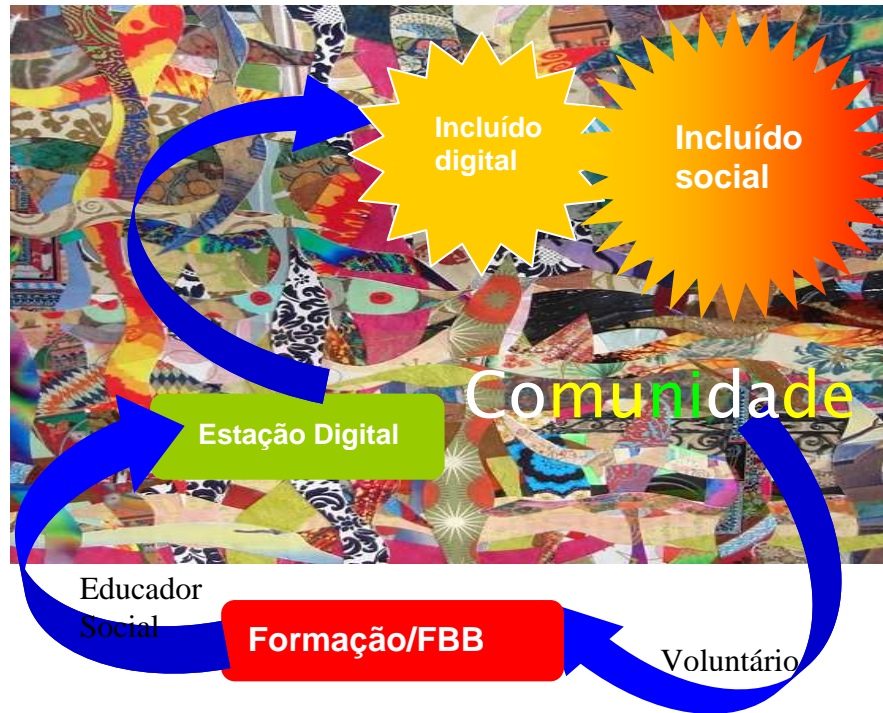 Incluído
digital
Incluído
social
Comunidade
Estação Digital
Educador
Social
Formação/FBB
Voluntário